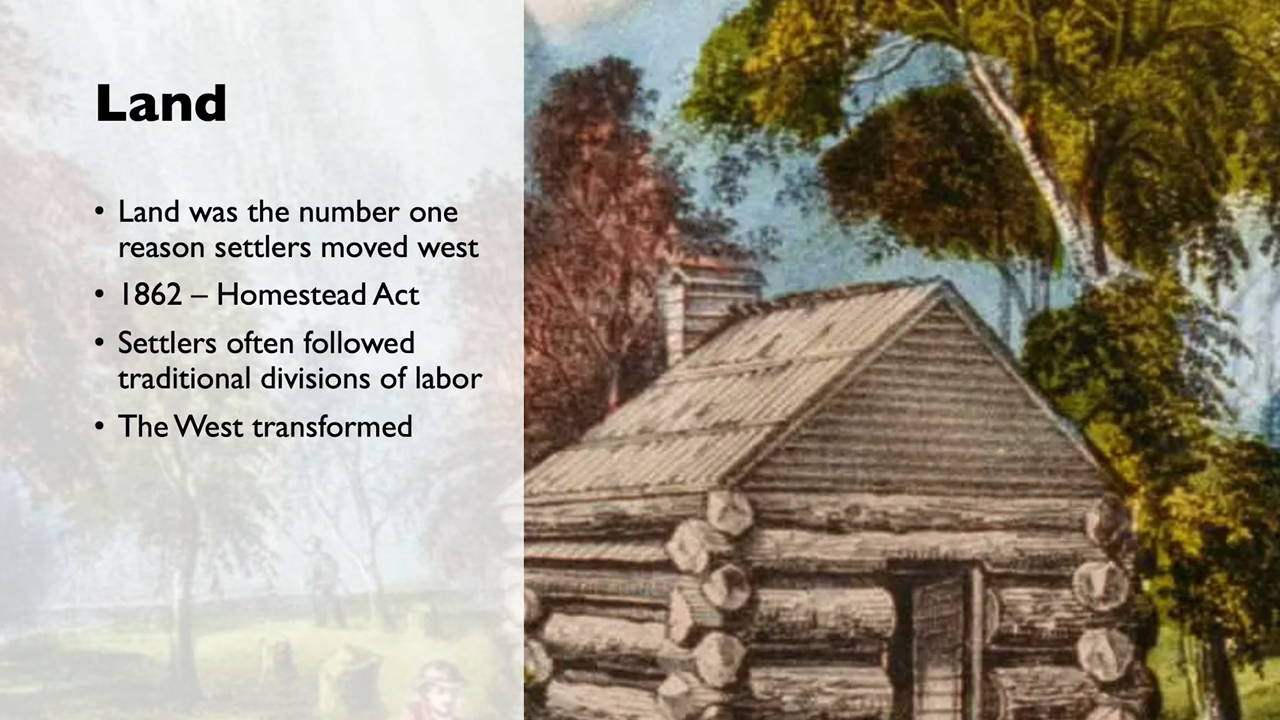 Land
• Land was the number one
reason settlers moved west
• 1862 – Homestead Act
• Settlers often followed
traditional divisions of labor
• The West transformed